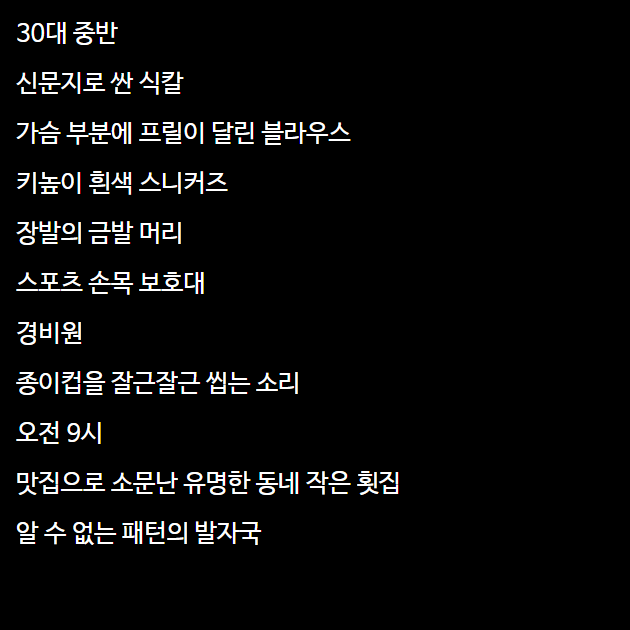 30대 중반
신문지로 싼 식칼
가슴 부분에 프릴이 달린 블라우스
키높이 흰색 스니커즈
장발의 금발 머리
스포츠 손목 보호대
경비원
종이컵을 잘근잘근 씹는 소리
오전 9시
맛집으로 소문난 유명한 동네 작은 횟집
알 수 없는 패턴의 발자국